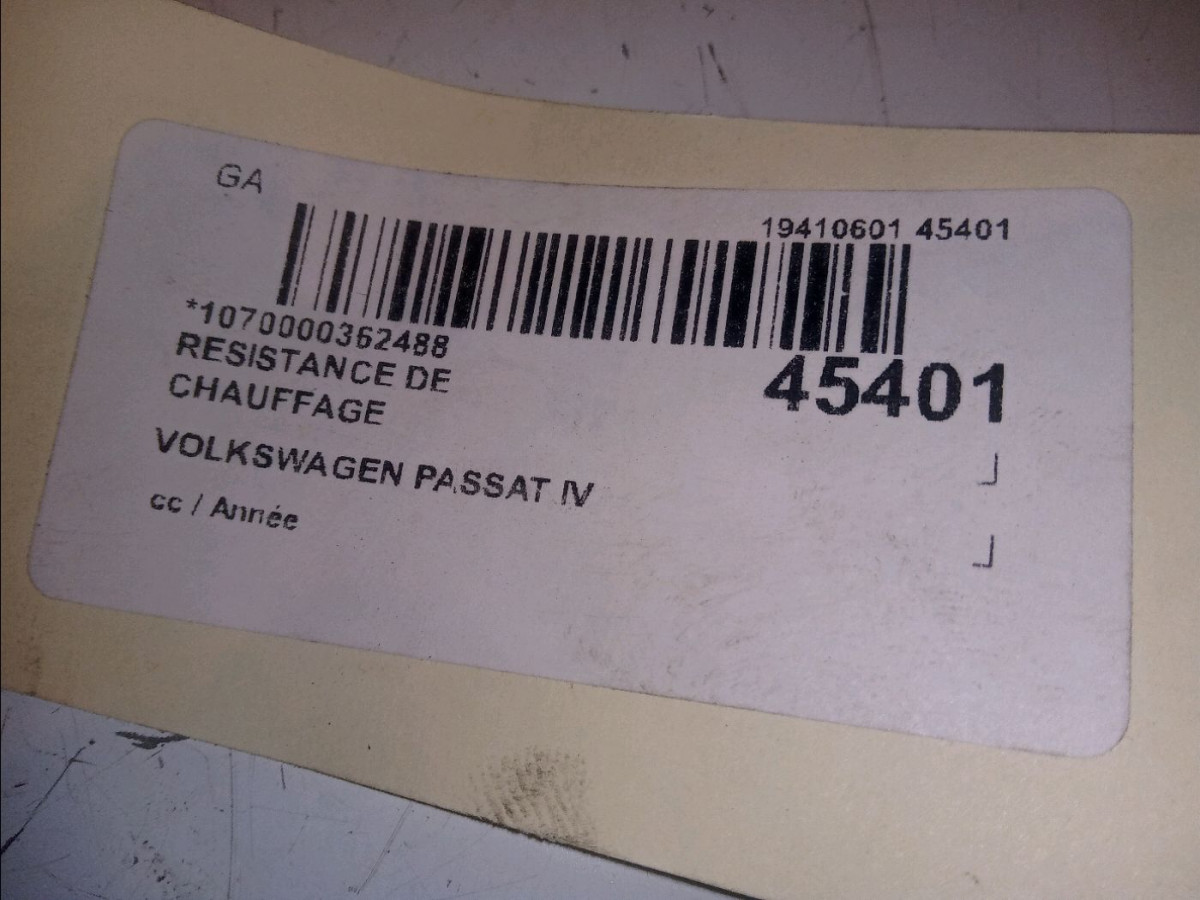 GA
19410601 45401
*1070000362488
RESISTANCE DE
CHAUFFAGE
45401
VOLKSWAGEN PASSAT IV
cc / Année